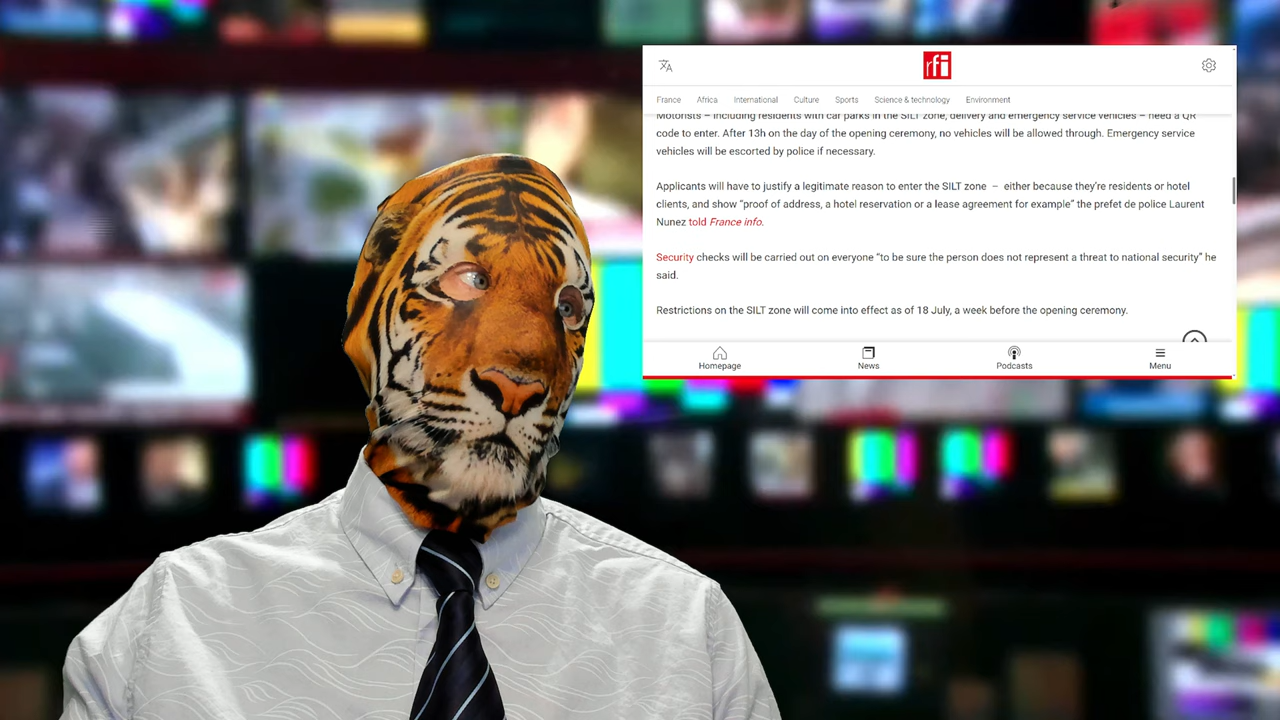 rfi
France Africa International Culture Sports Science & technology Environment
Motorists – including residents with car parks in the SILT zone, delivery and emergency service vehicles – need a QR
code to enter. After 13h on the day of the opening ceremony, no vehicles will be allowed through. Emergency service
vehicles will be escorted by police if necessary.
Applicants will have to justify a legitimate reason to enter the SILT zone – either because they're residents or hotel
clients, and show “proof of address, a hotel reservation or a lease agreement for example” the prefet de police Laurent
Nunez told France info.
Security checks will be carried out on everyone “to be sure the person does not represent a threat to national security” he
said.
Restrictions on the SILT zone will come into effect as of 18 July, a week before the opening ceremony.
Homepage News Podcasts Menu